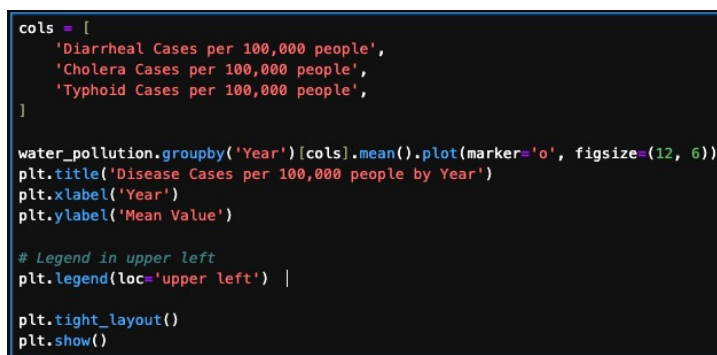 cols = [
    'Diarrheal Cases per 100,000 people',
    'Cholera Cases per 100,000 people',
    'Typhoid Cases per 100,000 people',
]
water_pollution.groupby('Year')[cols].mean().plot(marker='o', figsize=(12, 6))
plt.title('Disease Cases per 100,000 people by Year')
plt.xlabel('Year')
plt.ylabel('Mean Value')
# Legend in upper left
plt.legend(loc='upper left')
plt.tight_layout()
plt.show()